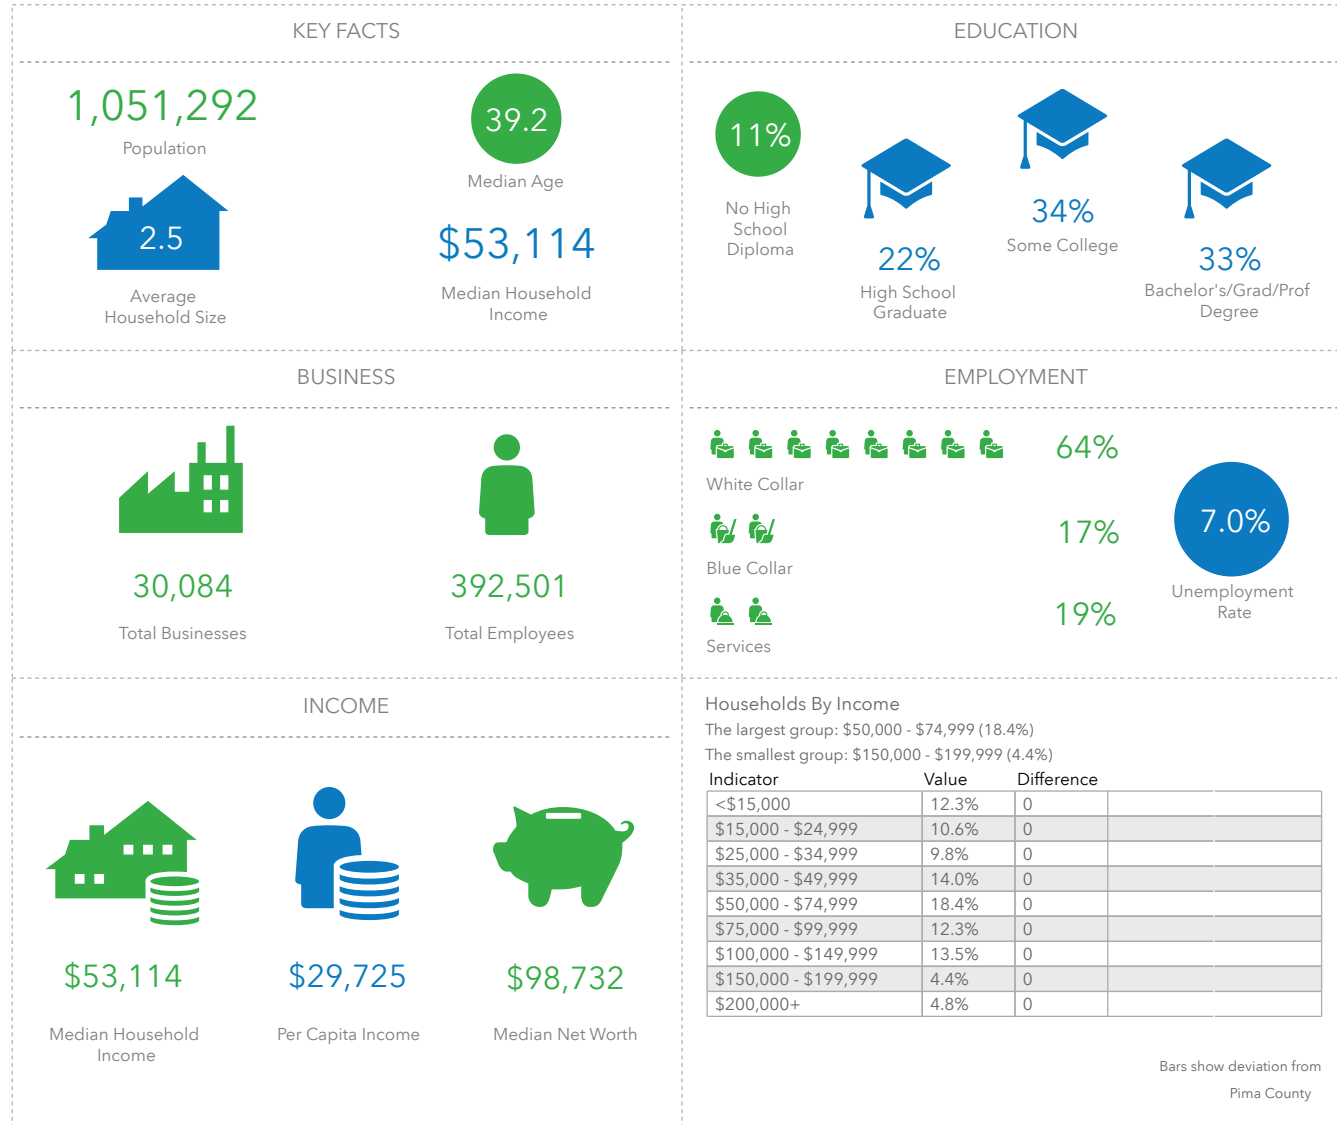 KEY FACTS
1,051,292
Population
39.2
Median Age
2.5
Average
Household Size
$53,114
Median Household
Income
EDUCATION
11%
No High
School
Diploma
22%
High School
Graduate
34%
Some College
33%
Bachelor's/Grad/Prof
Degree
BUSINESS
30,084
Total Businesses
392,501
Total Employees
EMPLOYMENT
64%
White Collar
17%
Blue Collar
19%
Services
7.0%
Unemployment
Rate
INCOME
$53,114
Median Household
Income
$29,725
Per Capita Income
$98,732
Median Net Worth
Households By Income
The largest group: $50,000 - $74,999 (18.4%)
The smallest group: $150,000 - $199,999 (4.4%)
Indicator Value Difference
<$15,000 12.3% 0
$15,000 - $24,999 10.6% 0
$25,000 - $34,999 9.8% 0
$35,000 - $49,999 14.0% 0
$50,000 - $74,999 18.4% 0
$75,000 - $99,999 12.3% 0
$100,000 - $149,999 13.5% 0
$150,000 - $199,999 4.4% 0
$200,000+ 4.8% 0
Bars show deviation from
Pima County